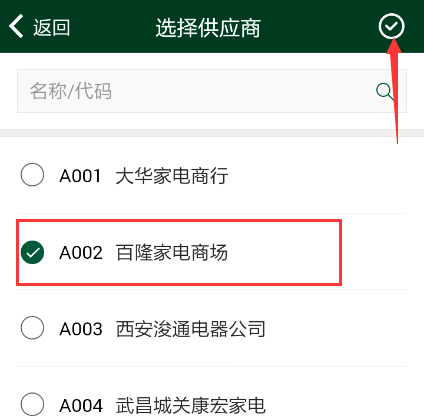 返回 选择供应商
名称/代码
A001 大华家电商行
A002 百隆家电商场
A003 西安浚通电器公司
A004 武昌城关康宏家电